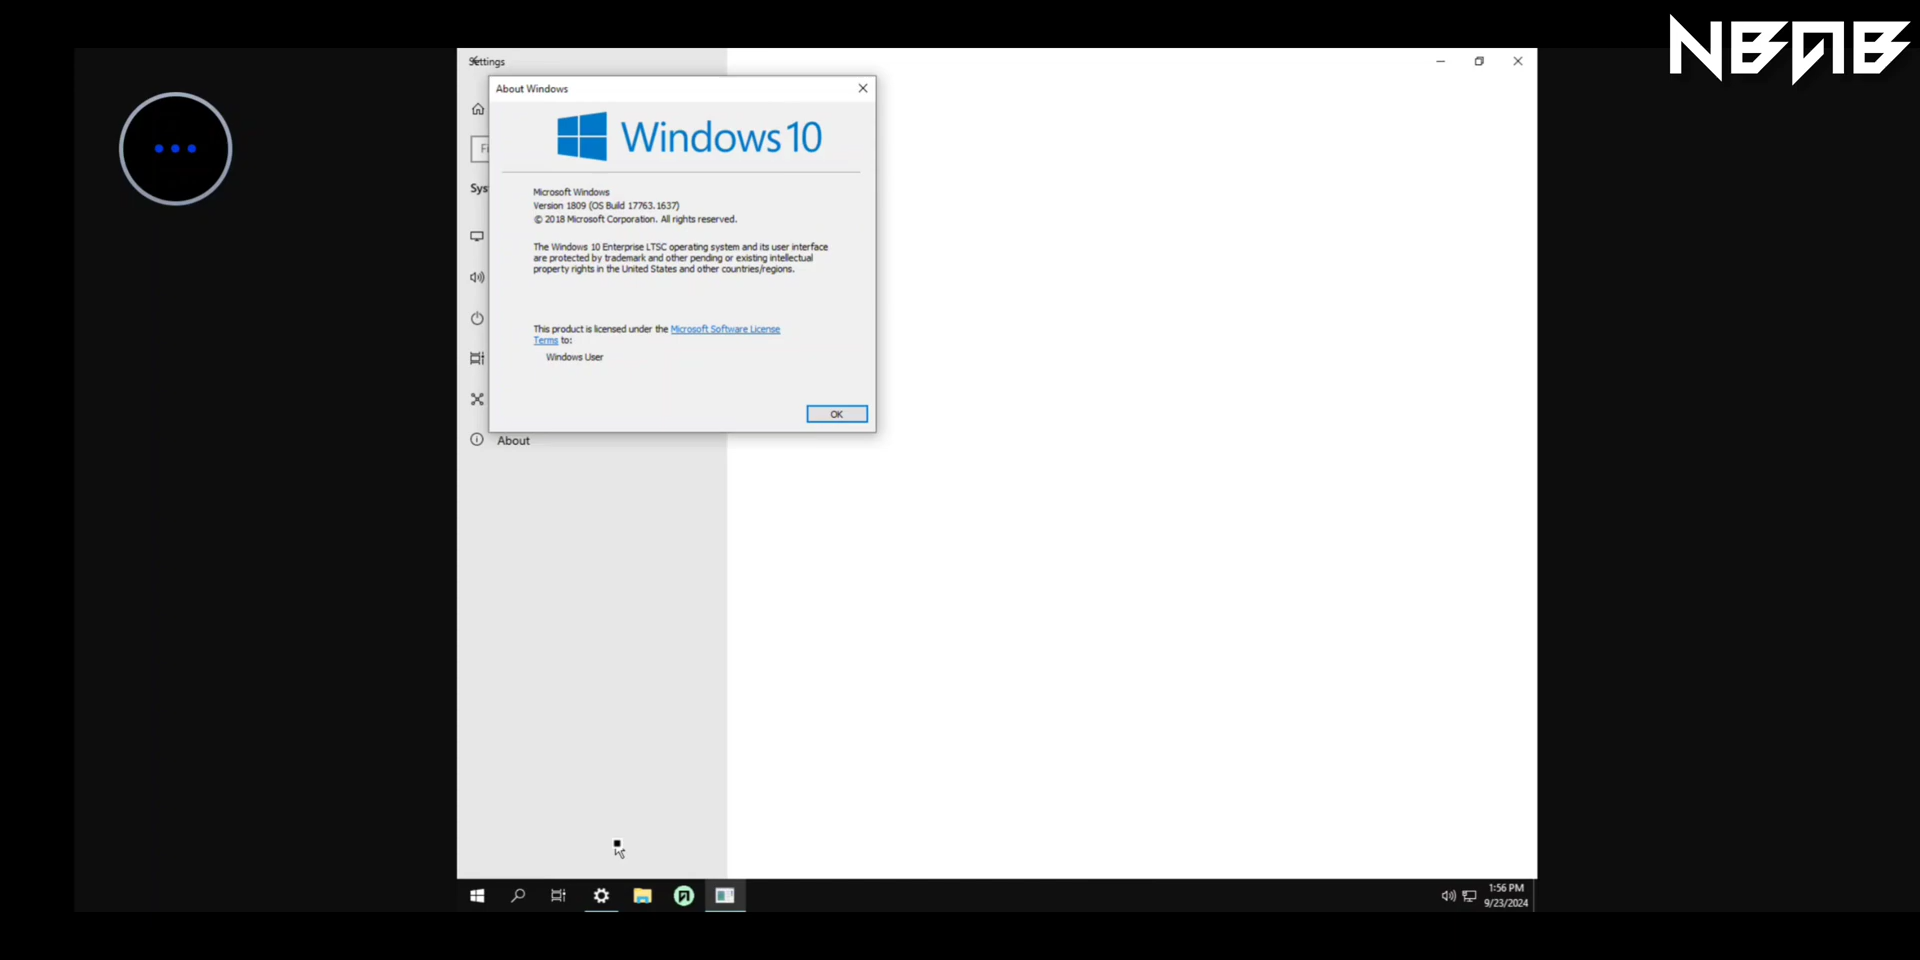 NBAB
Settings
About Windows
Windows 10
Fi
Sys
Microsoft Windows
Version 1809 (OS Build 17763.1637)
© 2018 Microsoft Corporation. All rights reserved.
The Windows 10 Enterprise LTSC operating system and its user interface
are protected by trademark and other pending or existing intellectual
property rights in the United States and other countries/regions.
This product is licensed under the Microsoft Software License
Terms to:
Windows User
OK
About
1:56 PM
9/23/2024